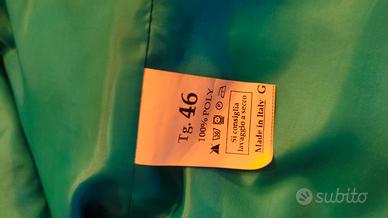 Tg. 46
100% POLY
Si consiglia
lavaggio a secco
Made in Italy G
subito